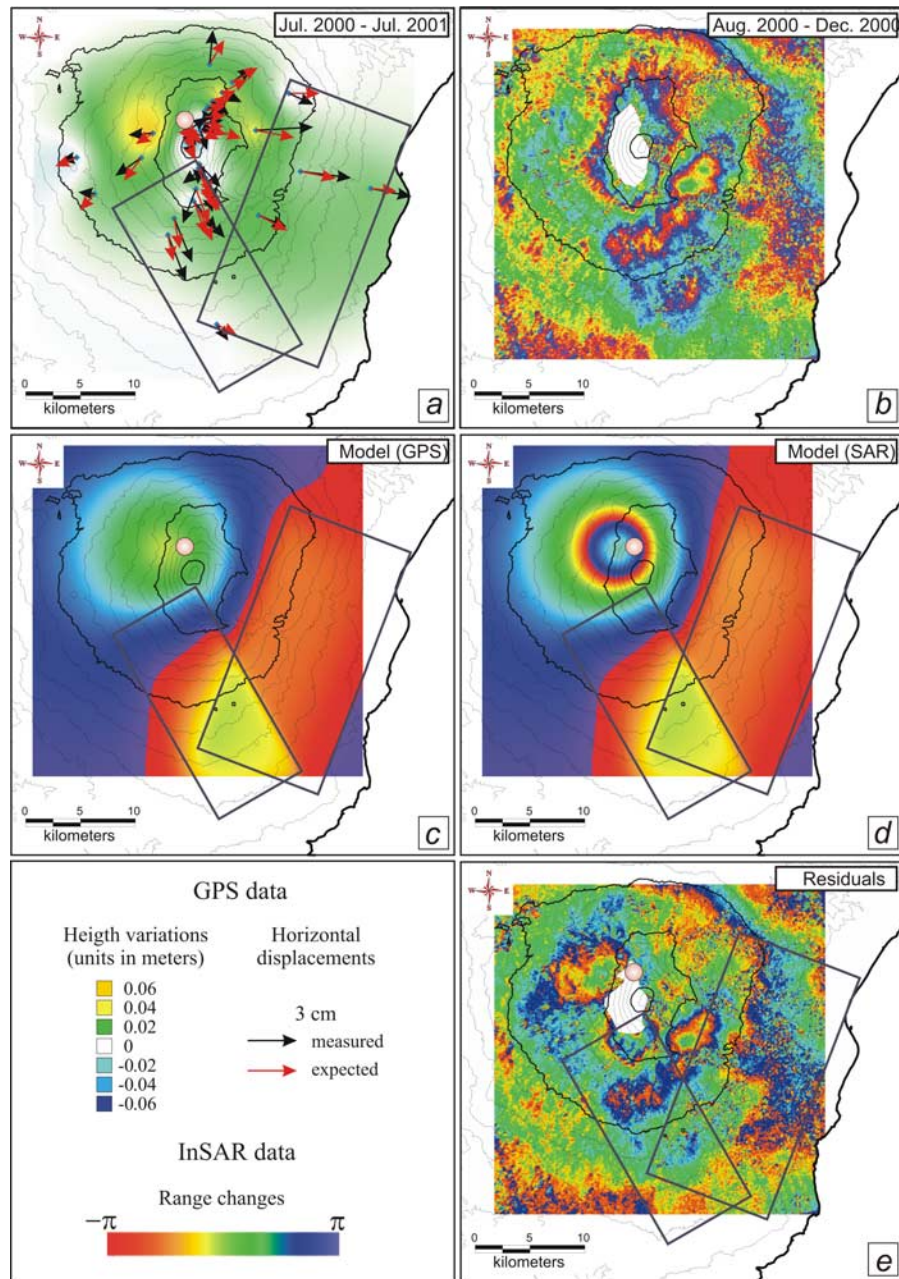 Jul. 2000 - Jul. 2001
N
W E
S
0 5 10
kilometers
a
Aug. 2000 - Dec. 2000
N
W E
S
0 5 10
kilometers
b
Model (GPS)
N
W E
S
0 5 10
kilometers
c
Model (SAR)
N
W E
S
0 5 10
kilometers
d
GPS data
Heigth variations
(units in meters)
0.06
0.04
0.02
0
-0.02
-0.04
-0.06
Horizontal
displacements
3 cm
measured
expected
InSAR data
Range changes
−π π
Residuals
N
W E
S
0 5 10
kilometers
e